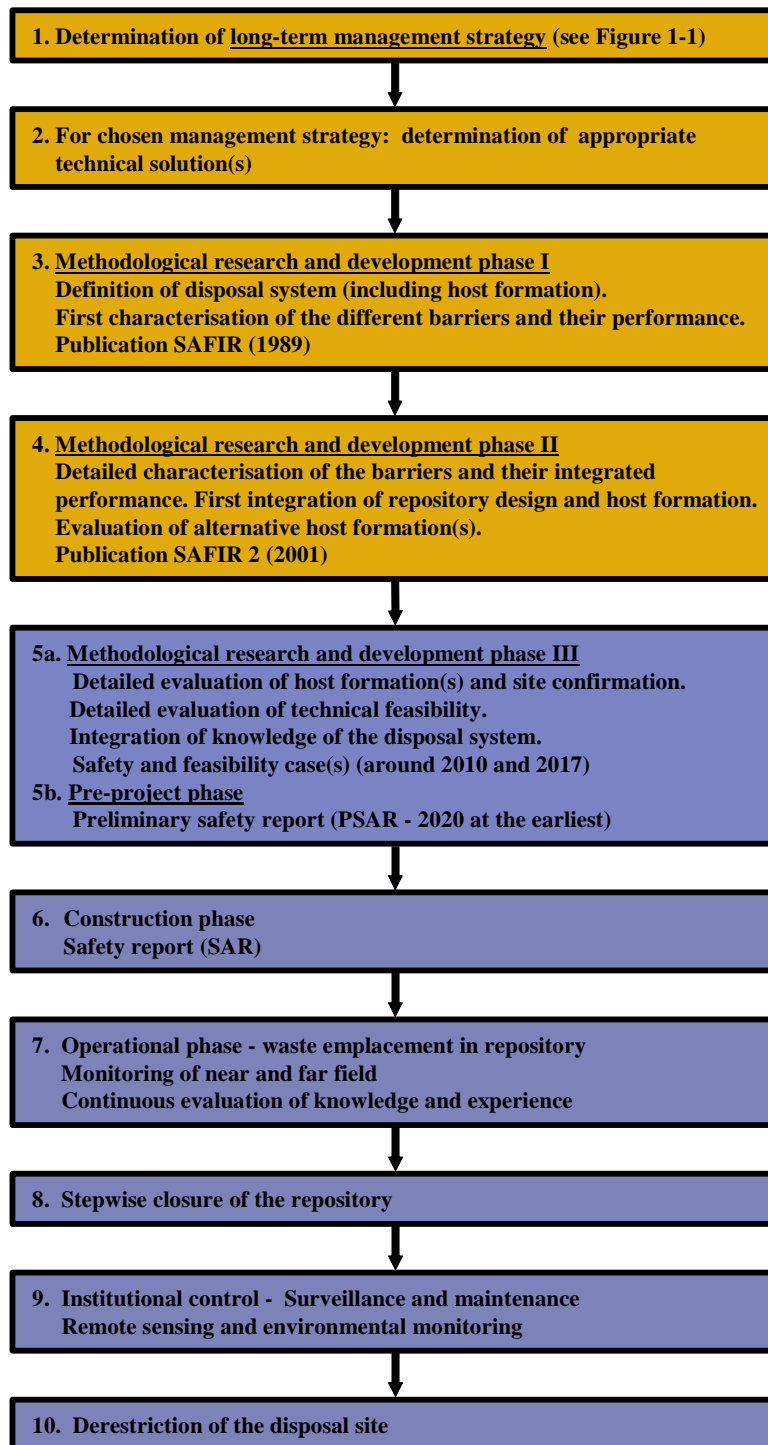 1. Determination of long-term management strategy (see Figure 1-1)
2. For chosen management strategy: determination of appropriate
technical solution(s)
3. Methodological research and development phase I
Definition of disposal system (including host formation).
First characterisation of the different barriers and their performance.
Publication SAFIR (1989)
4. Methodological research and development phase II
Detailed characterisation of the barriers and their integrated
performance. First integration of repository design and host formation.
Evaluation of alternative host formation(s).
Publication SAFIR 2 (2001)
5a. Methodological research and development phase III
Detailed evaluation of host formation(s) and site confirmation.
Detailed evaluation of technical feasibility.
Integration of knowledge of the disposal system.
Safety and feasibility case(s) (around 2010 and 2017)
5b. Pre-project phase
Preliminary safety report (PSAR - 2020 at the earliest)
6. Construction phase
Safety report (SAR)
7. Operational phase - waste emplacement in repository
Monitoring of near and far field
Continuous evaluation of knowledge and experience
8. Stepwise closure of the repository
9. Institutional control - Surveillance and maintenance
Remote sensing and environmental monitoring
10. Derestriction of the disposal site